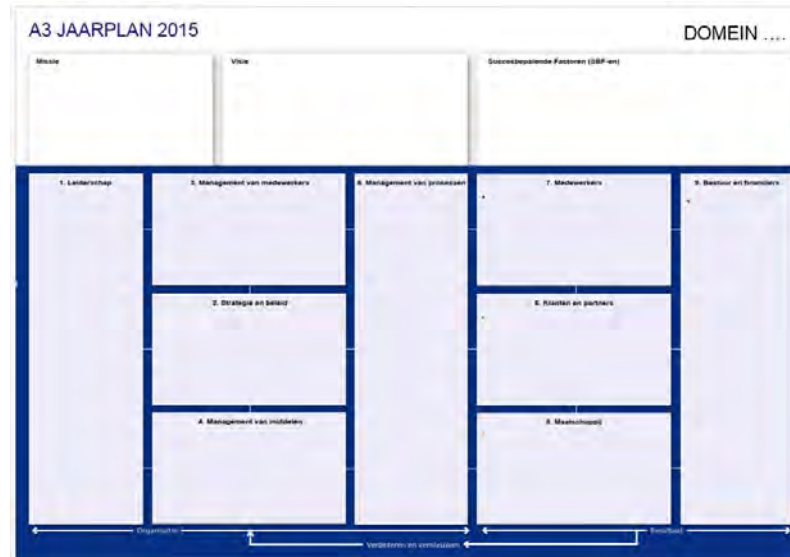 A3 JAARPLAN 2015
DOMEIN ....
Missie
Visie
Succesbepalende Factoren (SBF-en)
1. Leiderschap
3. Management van medewerkers
5. Management van processen
7. Medewerkers
9. Bestuur en financiers
2. Strategie en beleid
6. Klanten en partners
4. Management van middelen
8. Maatschappij
Organisatie
Resultaat
Verbeteren en vernieuwen